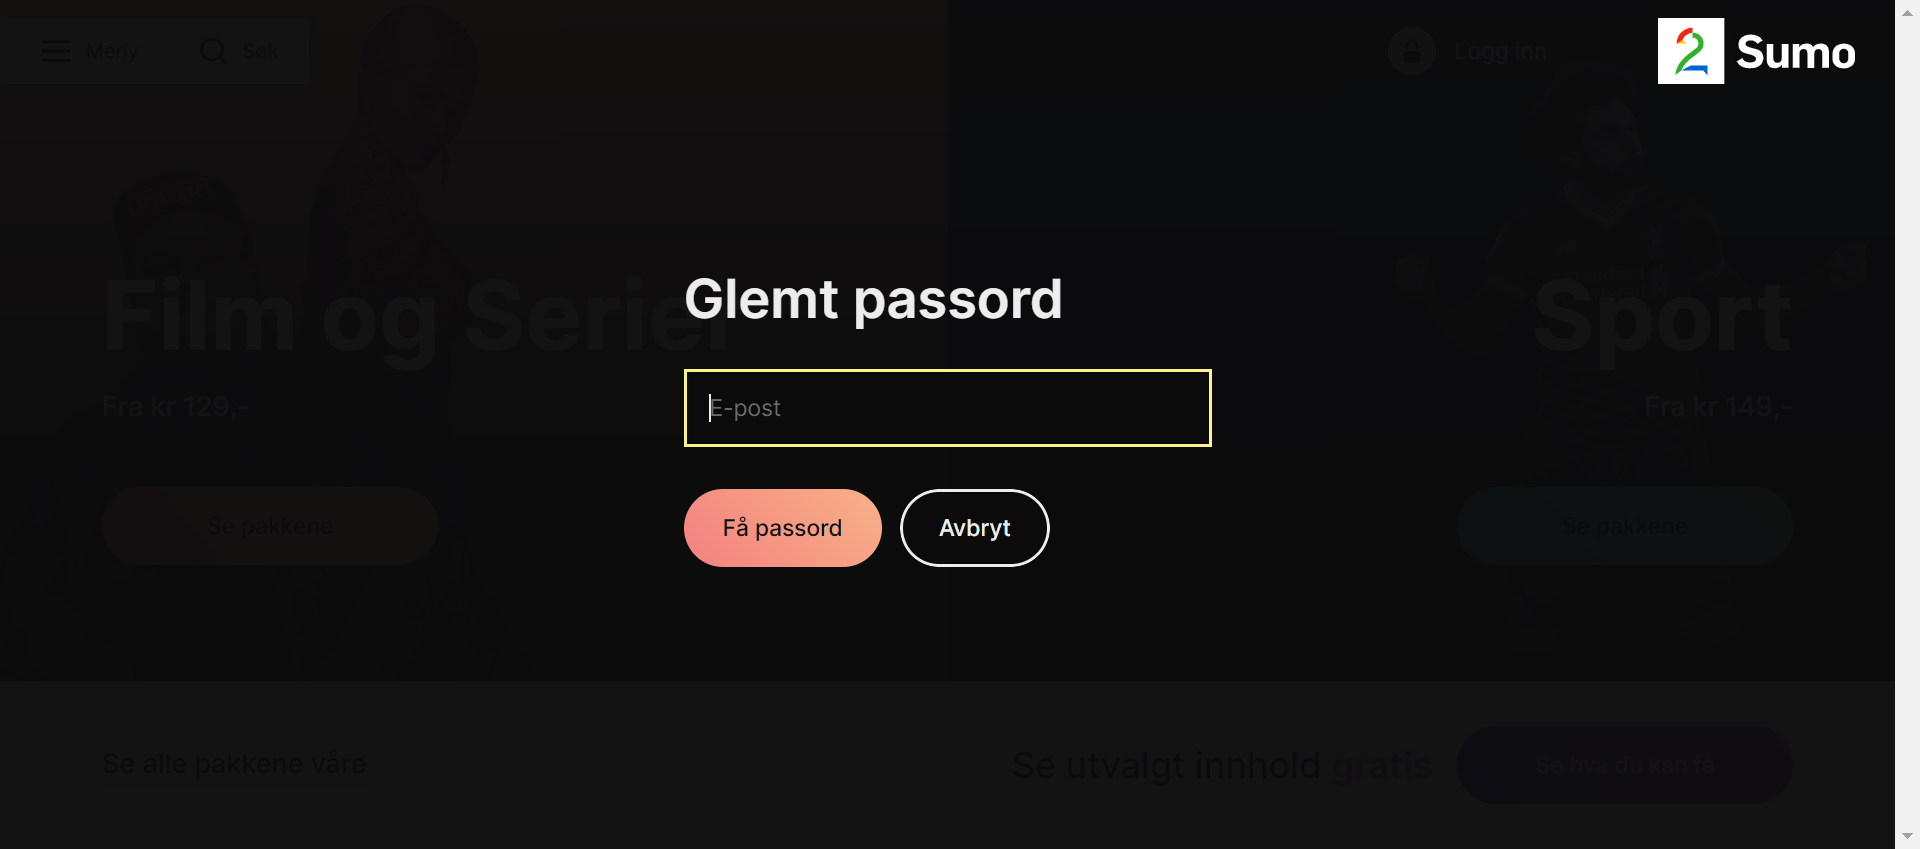 Meny
Søk
Logg inn
2 Sumo
Film og Serier
Fra kr 129,-
Se pakkene
Glemt passord
E-post
Få passord
Avbryt
Sport
Fra kr 149,-
Se pakkene
Se alle pakkene våre
Se utvalgt innhold gratis
Se hva du kan få